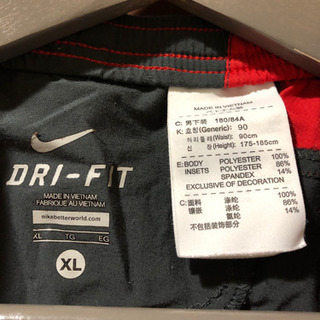 DRI-FIT
MADE IN VIETNAM
FABRIQUÉ AU VIETNAM
nikebetterworld.com
XL TG EG
XL
MADE IN VIETNAM
C: 男下装 180/84A
K: 호칭(Generic): 90
허리둘레(Waist): 90cm
신 장(Height): 175-185cm
E: BODY POLYESTER 100%
INSETS POLYESTER 86%
SPANDEX 14%
EXCLUSIVE OF DECORATION
C: 面料 涤纶 100%
镶嵌 涤纶 86%
氨纶 14%
不包括装饰部分